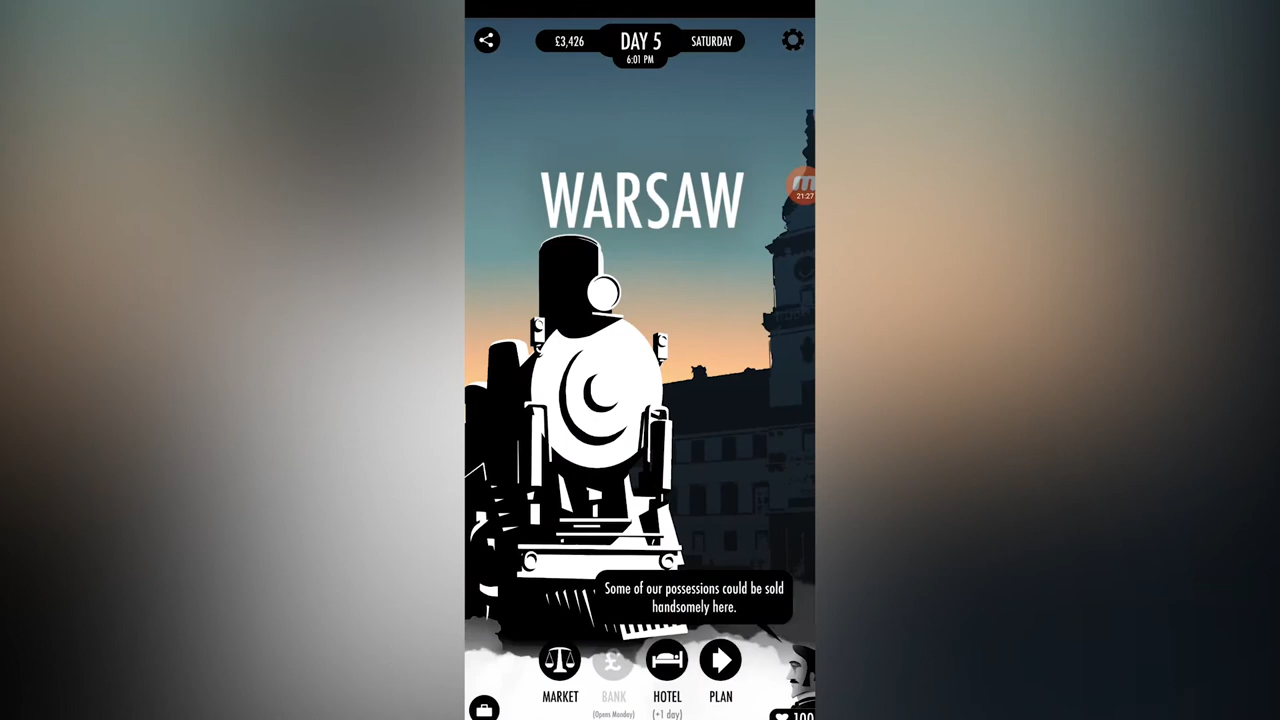 £3,426
DAY 5
SATURDAY
6:01 PM
WARSAW
21:27
Some of our possessions could be sold
handsomely here.
£
MARKET
BANK
HOTEL
PLAN
(Opens Monday)
(+1 day)
100